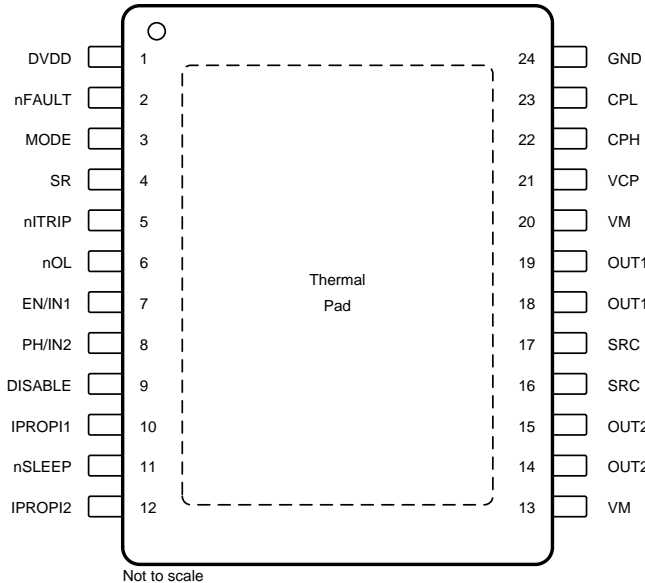 DVDD 1 24 GND
nFAULT 2 23 CPL
MODE 3 22 CPH
SR 4 21 VCP
nITRIP 5 20 VM
nOL 6 19 OUT1
Thermal
EN/IN1 7 18 OUT1
Pad
PH/IN2 8 17 SRC
DISABLE 9 16 SRC
IPROPI1 10 15 OUT2
nSLEEP 11 14 OUT2
IPROPI2 12 13 VM
Not to scale